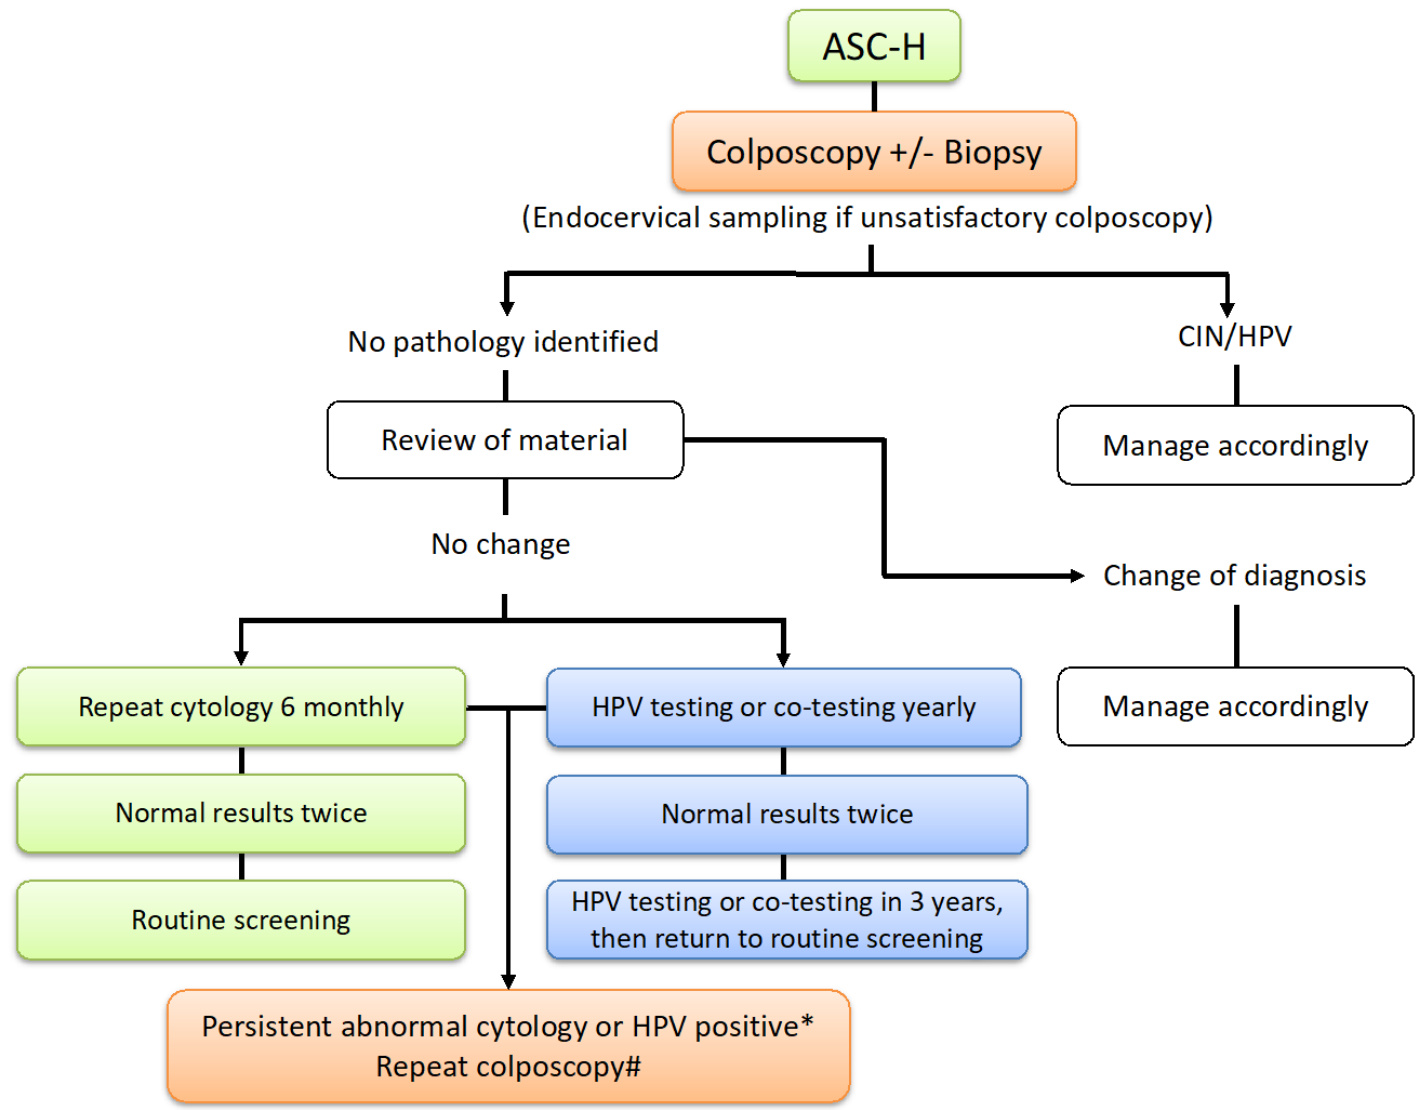 ASC-H
Colposcopy +/- Biopsy
(Endocervical sampling if unsatisfactory colposcopy)
No pathology identified
CIN/HPV
Review of material
Manage accordingly
No change
Change of diagnosis
Repeat cytology 6 monthly
HPV testing or co-testing yearly
Manage accordingly
Normal results twice
Normal results twice
Routine screening
HPV testing or co-testing in 3 years,
then return to routine screening
Persistent abnormal cytology or HPV positive*
Repeat colposcopy#